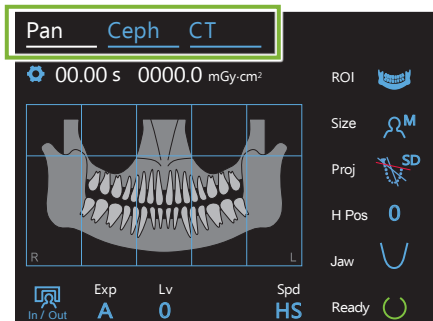 Pan Ceph CT
00.00 s 0000.0 mGy·cm²
ROI
Size M
Proj SD
H Pos 0
R L
Jaw
Exp Lv Spd
In / Out A 0 HS
Ready